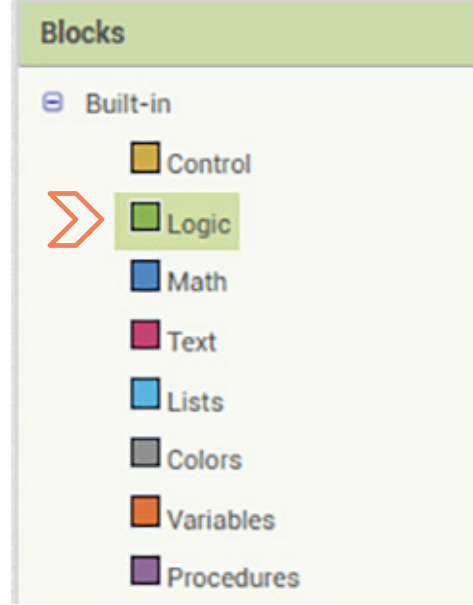 Blocks
Built-in
Control
Logic
Math
Text
Lists
Colors
Variables
Procedures